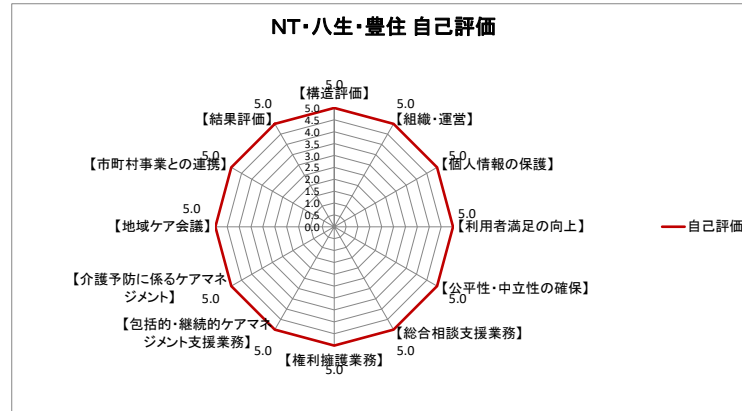 NT・八生・豊住 自己評価
5.0
【構造評価】
5.0
【組織・運営】
5.0
【個人情報の保護】
5.0
【利用者満足の向上】
5.0
【公平性・中立性の確保】
5.0
【総合相談支援業務】
5.0
【権利擁護業務】
5.0
【包括的・継続的ケアマネ
ジメント支援業務】
5.0
【介護予防に係るケアマネ
ジメント】
5.0
【地域ケア会議】
5.0
【市町村事業との連携】
5.0
【結果評価】
5.0
5.0
4.5
4.0
3.5
3.0
2.5
2.0
1.5
1.0
0.5
0.0
自己評価